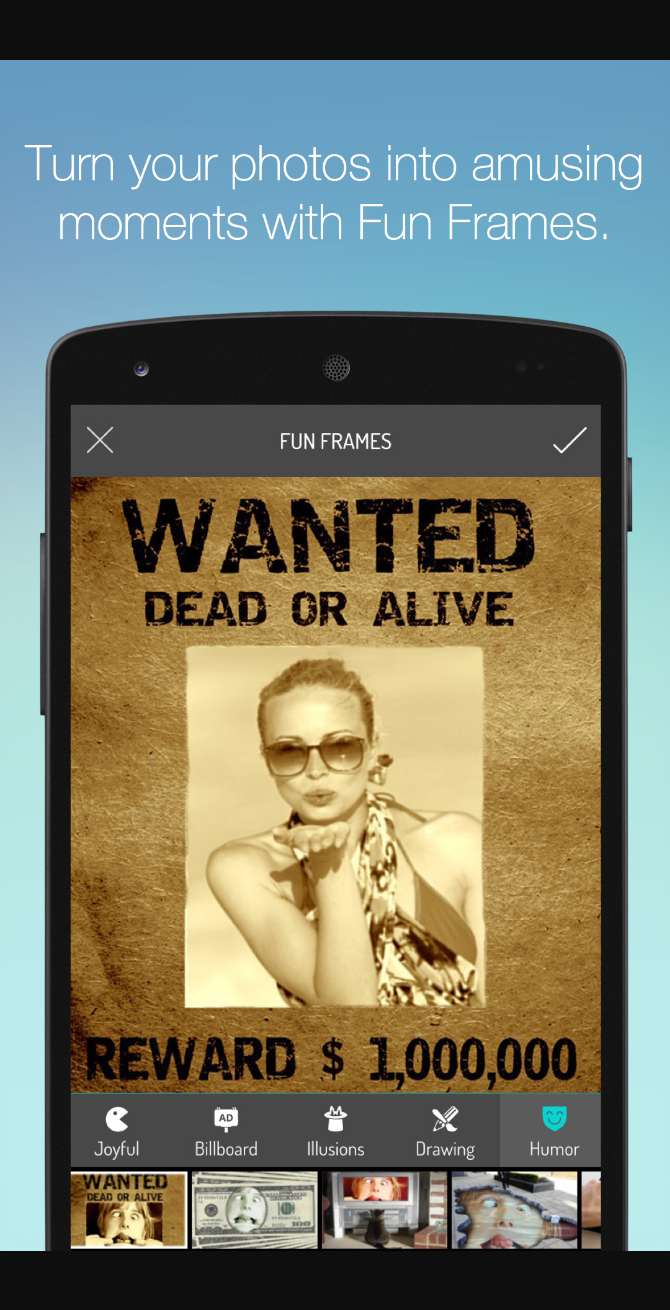 Turn your photos into amusing
moments with Fun Frames.
FUN FRAMES
WANTED
DEAD OR ALIVE
REWARD $ 1,000,000
AD
Joyful
Billboard
Illusions
Drawing
Humor
WANTED
DEAD OR ALIVE
100